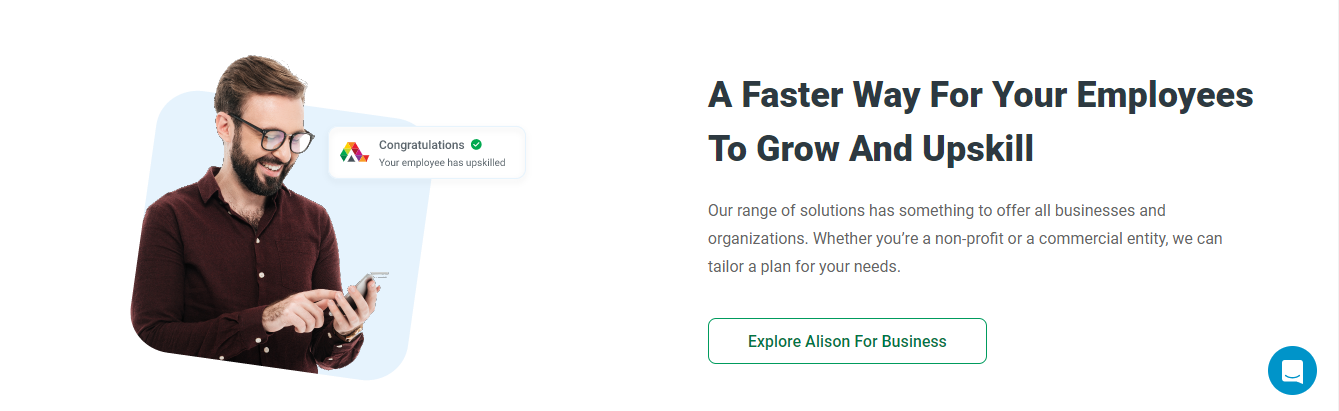 Congratulations
Your employee has upskilled
A Faster Way For Your Employees
To Grow And Upskill
Our range of solutions has something to offer all businesses and
organizations. Whether you’re a non-profit or a commercial entity, we can
tailor a plan for your needs.
Explore Alison For Business